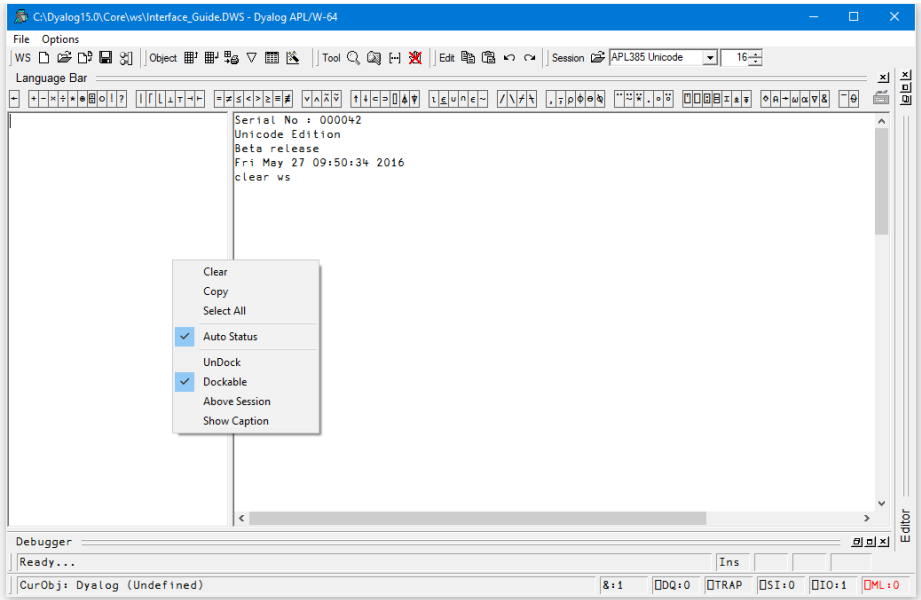 C:\Dyalog15.0\Core\ws\Interface_Guide.DWS - Dyalog APL/W-64
File Options
WS Object Tool Edit Session APL385 Unicode 16
Language Bar
Serial No : 000042
Unicode Edition
Beta release
Fri May 27 09:50:34 2016
clear ws
Clear
Copy
Select All
Auto Status
UnDock
Dockable
Above Session
Show Caption
Editor
Debugger
Ready...
Ins
CurObj: Dyalog (Undefined)
&:1
⎕DQ:0
⎕TRAP
⎕SI:0
⎕IO:1
⎕ML:0